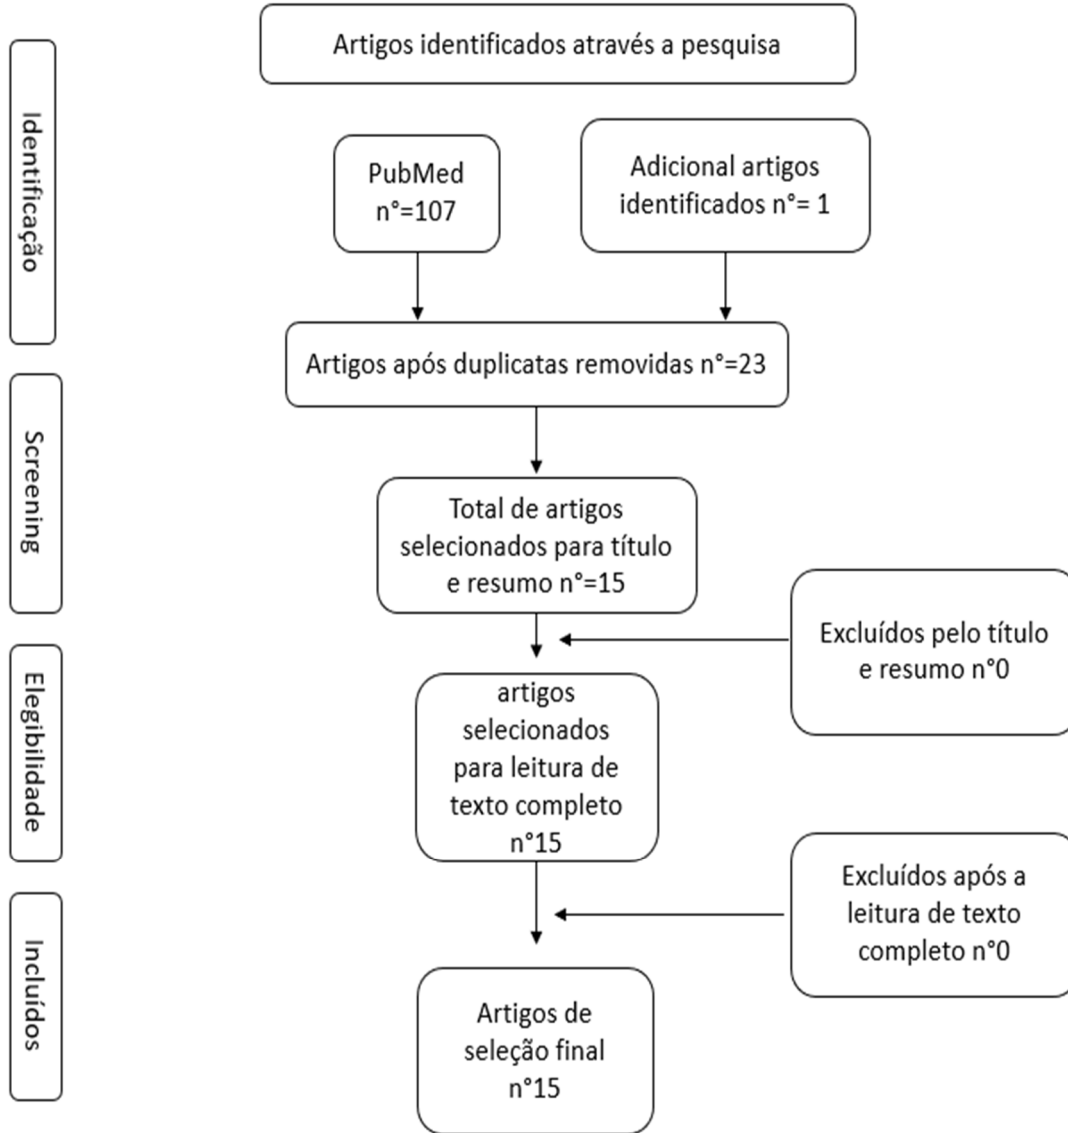 Artigos identificados através a pesquisa
Identificação
PubMed
n°=107
Adicional artigos
identificados n°= 1
Artigos após duplicatas removidas n°=23
Screening
Total de artigos
selecionados para título
e resumo n°=15
Excluídos pelo título
e resumo n°0
Elegibilidade
artigos
selecionados
para leitura de
texto completo
n°15
Excluídos após a
leitura de texto
completo n°0
Incluídos
Artigos de
seleção final
n°15